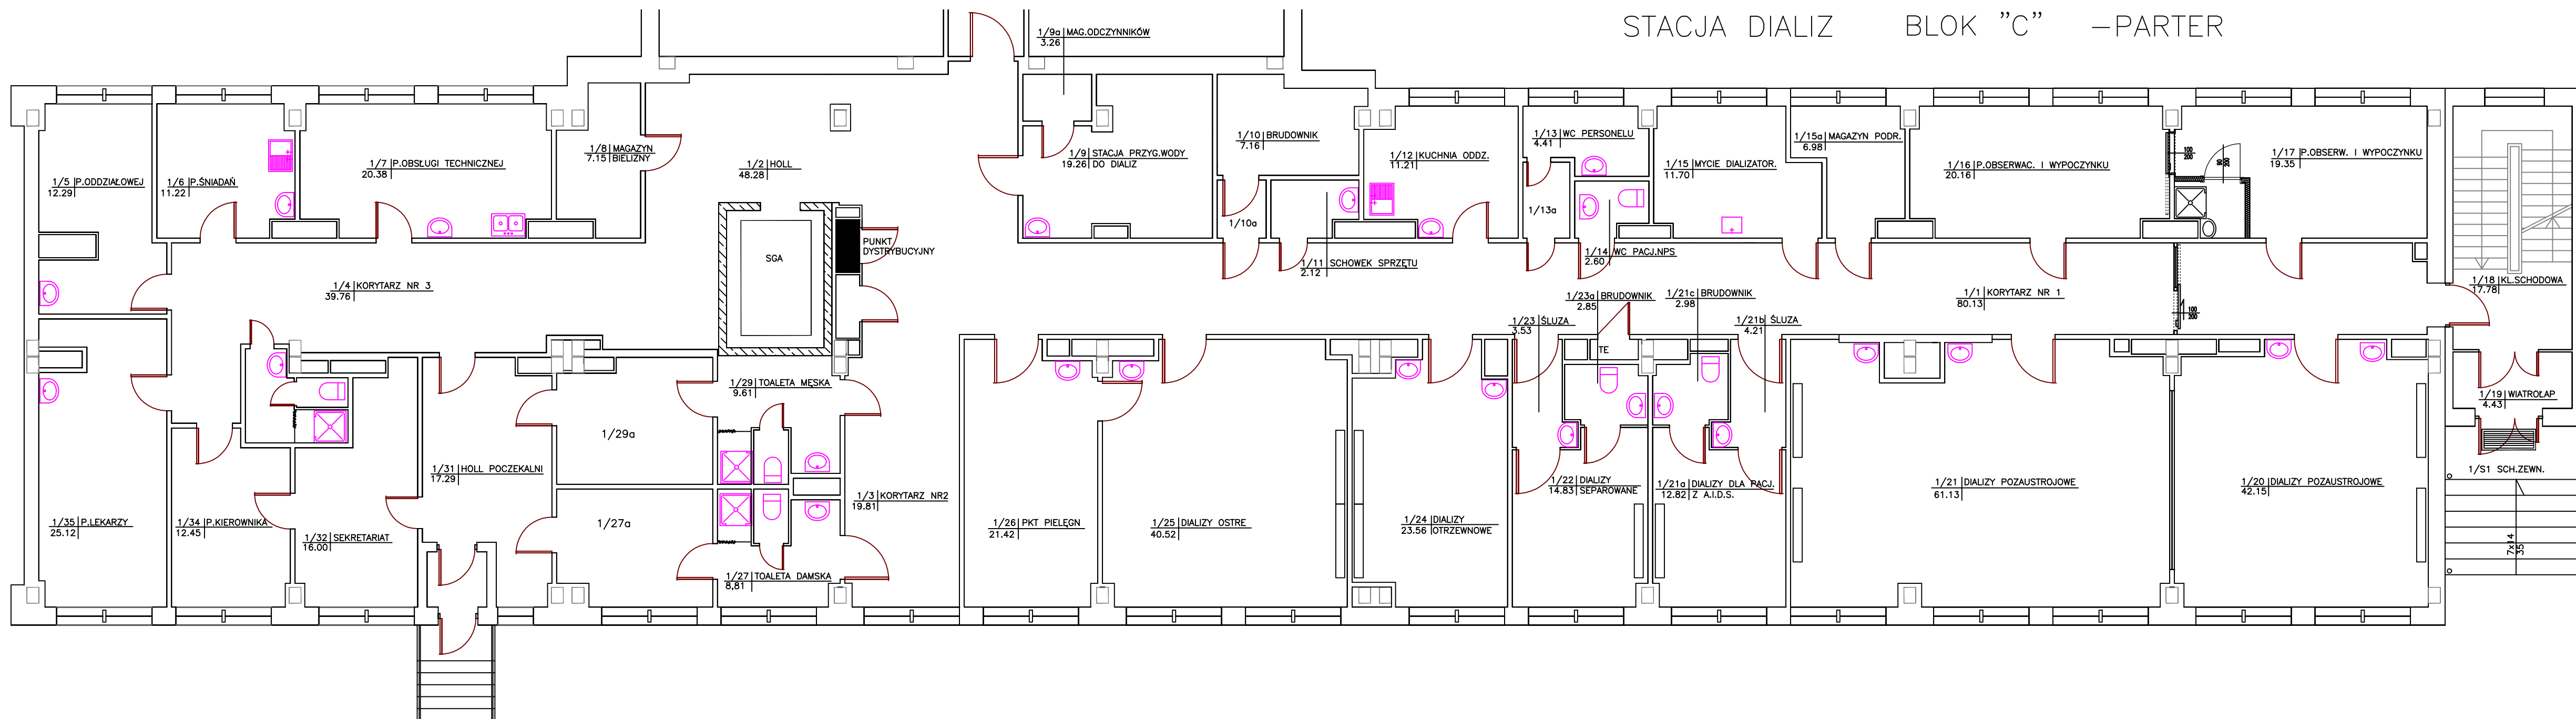 STACJA DIALIZ BLOK "C" -PARTER
1/9a MAG.ODCZYNNIKÓW
3.26
1/5 P.ODDZIAŁOWEJ
12.29
1/6 P.ŚNIADAŃ
11.22
1/7 P.OBSŁUGI TECHNICZNEJ
20.38
1/8 MAGAZYN
7.15 BIELIZNY
1/2 HOLL
48.28
1/9 STACJA PRZYG.WODY
19.26 DO DIALIZ
1/10 BRUDOWNIK
7.16
1/10a
1/12 KUCHNIA ODDZ.
11.21
1/13 WC PERSONELU
4.41
1/13a
1/15 MYCIE DIALIZATOR.
11.70
1/15a MAGAZYN PODR.
6.98
1/16 P.OBSERWAC. I WYPOCZYNKU
20.16
100
200
90
200
1/17 P.OBSERW. I WYPOCZYNKU
19.35
SGA
PUNKT
DYSTRYBUCYJNY
1/11 SCHOWEK SPRZĘTU
2.12
1/14 WC PACJ.NPS
2.60
1/4 KORYTARZ NR 3
39.76
1/23a BRUDOWNIK
2.85
1/21c BRUDOWNIK
2.98
1/1 KORYTARZ NR 1
80.13
1/18 KL.SCHODOWA
17.78
100
200
1/23 ŚLUZA
3.53
1/21b ŚLUZA
4.21
TE
1/29 TOALETA MĘSKA
9.61
1/19 WIATROŁAP
4.43
1/29a
1/31 HOLL POCZEKALNI
17.29
1/S1 SCH.ZEWN.
1/3 KORYTARZ NR2
19.81
1/22 DIALIZY
14.83 SEPAROWANE
1/21a DIALIZY DLA PACJ.
12.82 Z A.I.D.S.
1/21 DIALIZY POZAUSTROJOWE
61.13
1/20 DIALIZY POZAUSTROJOWE
42.15
1/35 P.LEKARZY
25.12
1/34 P.KIEROWNIKA
12.45
1/32 SEKRETARIAT
16.00
1/27a
1/26 PKT PIELĘGN
21.42
1/25 DIALIZY OSTRE
40.52
1/24 DIALIZY
23.56 OTRZEWNOWE
7x14
35
1/27 TOALETA DAMSKA
8,81